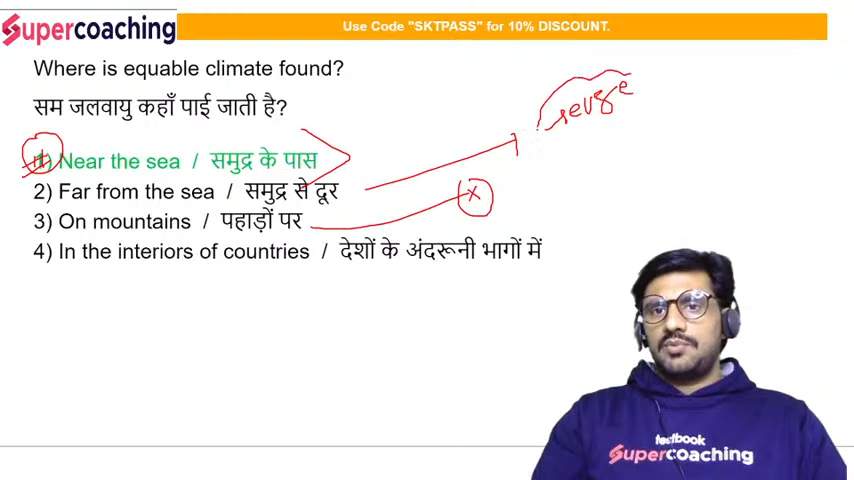 Supercoaching
Use Code "SKTPASS" for 10% DISCOUNT.
Where is equable climate found?
सम जलवायु कहाँ पाई जाती है?
1) Near the sea / समुद्र के पास
2) Far from the sea / समुद्र से दूर
3) On mountains / पहाड़ों पर
4) In the interiors of countries / देशों के अंदरूनी भागों में
testbook
Supercoaching